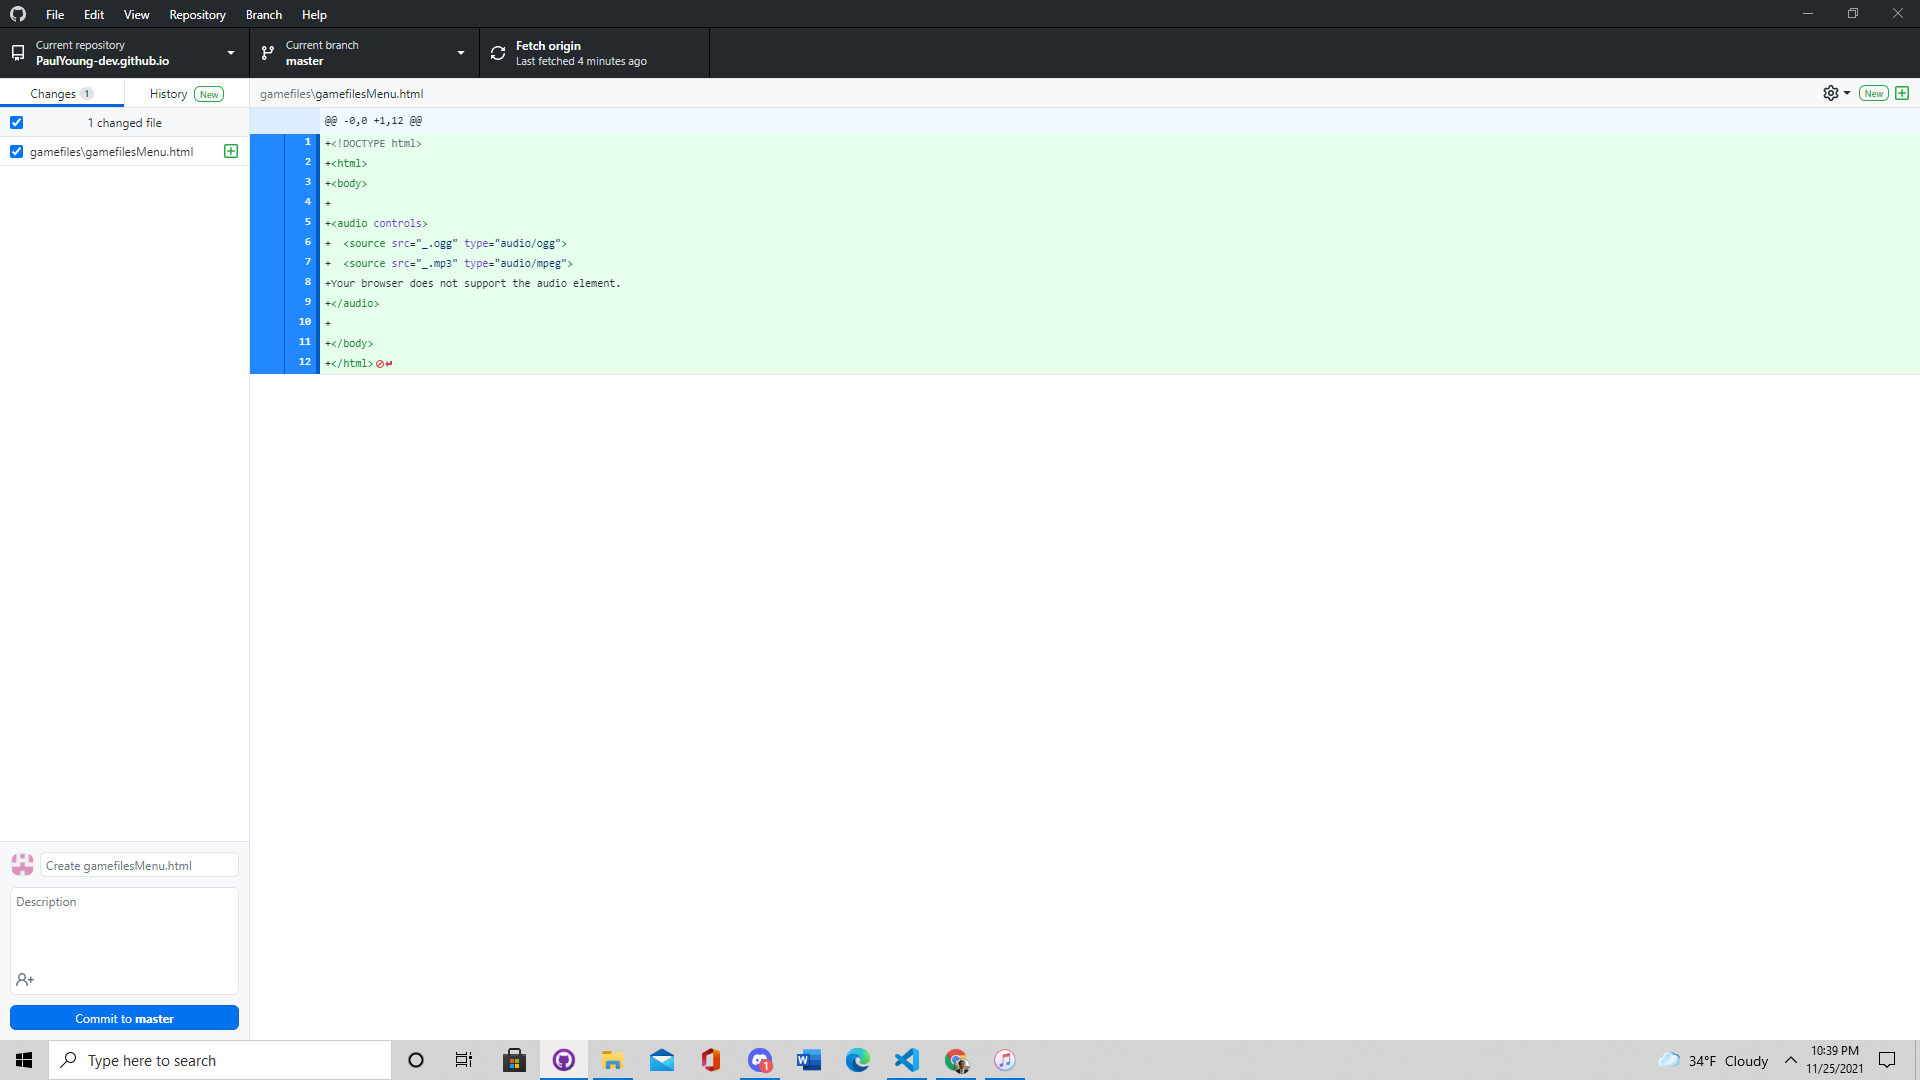 File Edit View Repository Branch Help
Current repository
PaulYoung-dev.github.io
Current branch
master
Fetch origin
Last fetched 4 minutes ago
Changes 1 History New
gamefiles\gamefilesMenu.html
New
1 changed file
gamefiles\gamefilesMenu.html
@@ -0,0 +1,12 @@
1 +<!DOCTYPE html>
2 +<html>
3 +<body>
4 +
5 +<audio controls>
6 +  <source src="_.ogg" type="audio/ogg">
7 +  <source src="_.mp3" type="audio/mpeg">
8 +Your browser does not support the audio element.
9 +</audio>
10 +
11 +</body>
12 +</html>
Create gamefilesMenu.html
Description
Commit to master
Type here to search
1
34°F Cloudy
10:39 PM
11/25/2021